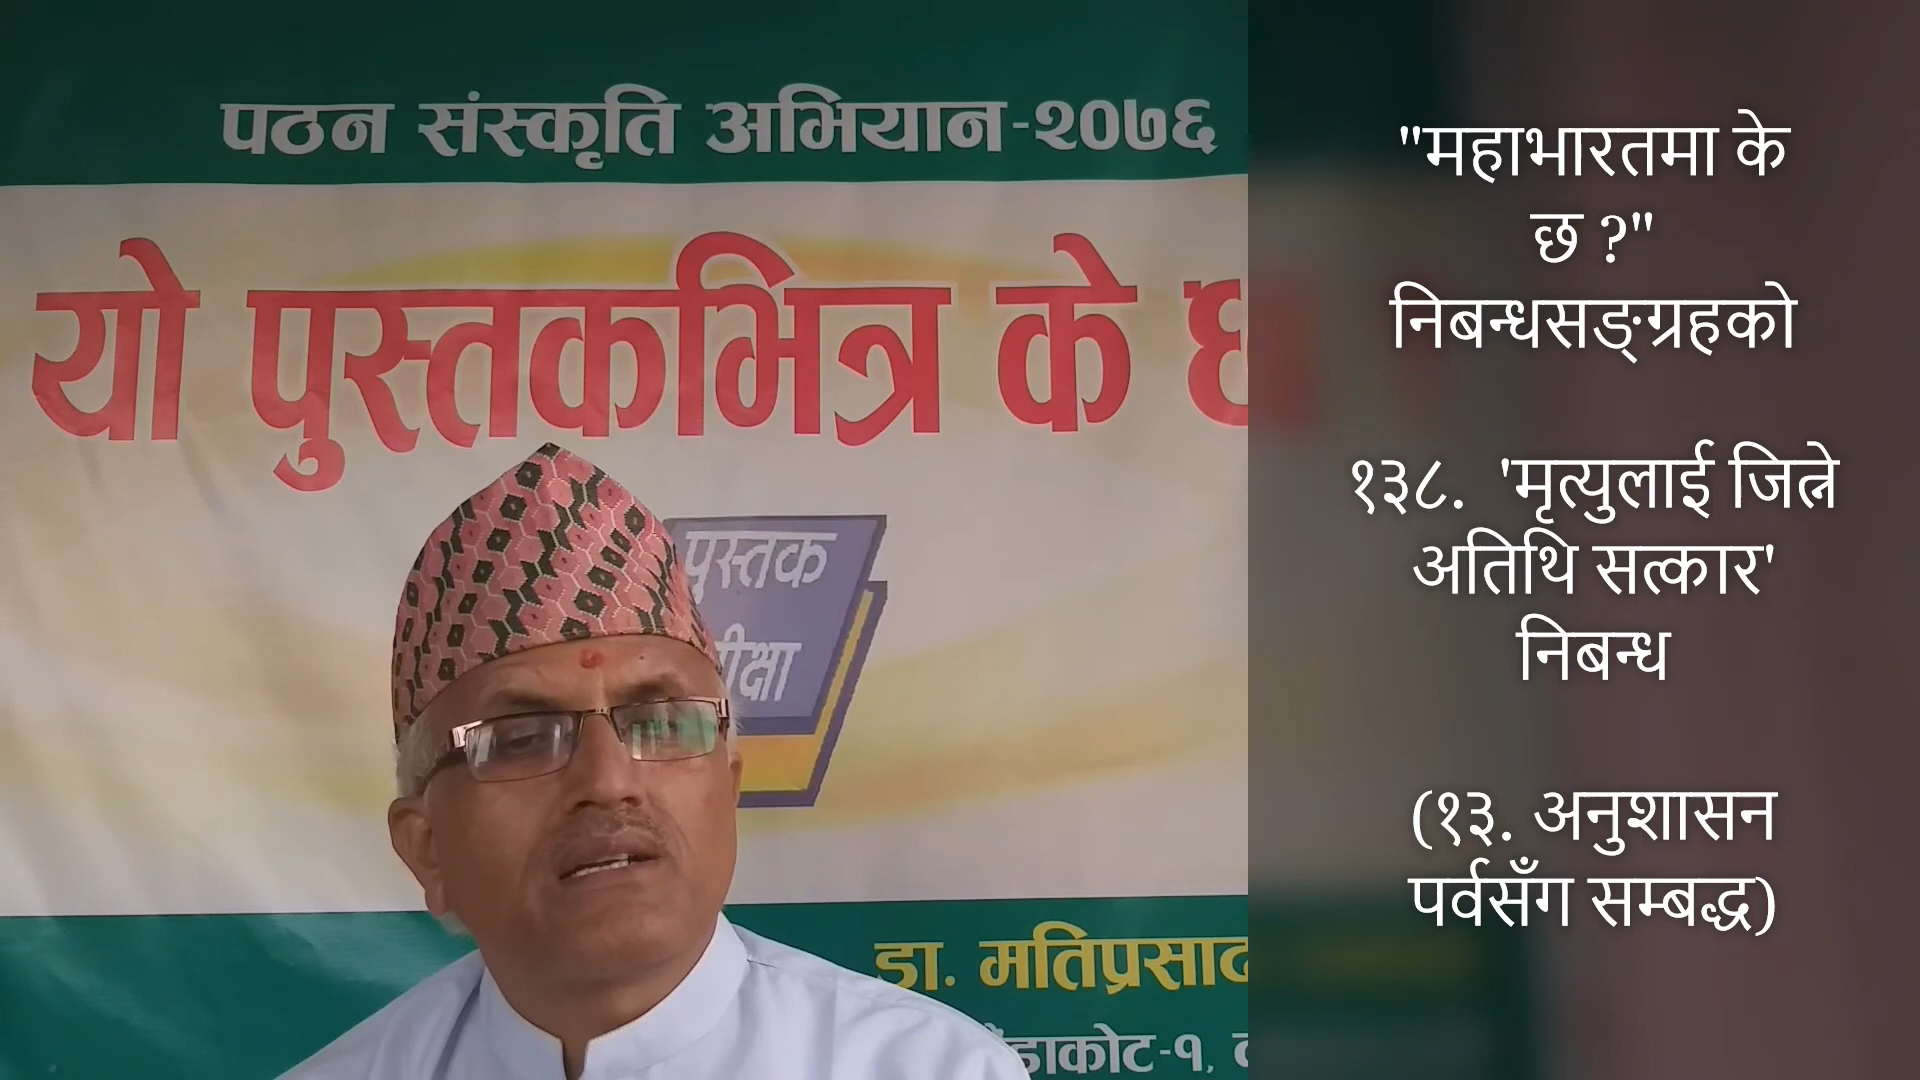 पठन संस्कृति अभियान-२०७६
यो पुस्तकभित्र के
पुस्तक
डा. मतिप्रसाद
"महाभारतमा के
छ ?"
निबन्धसङ्ग्रहको
१३८. 'मृत्युलाई जित्ने
अतिथि सत्कार'
निबन्ध
(१३. अनुशासन
पर्वसँग सम्बद्ध)